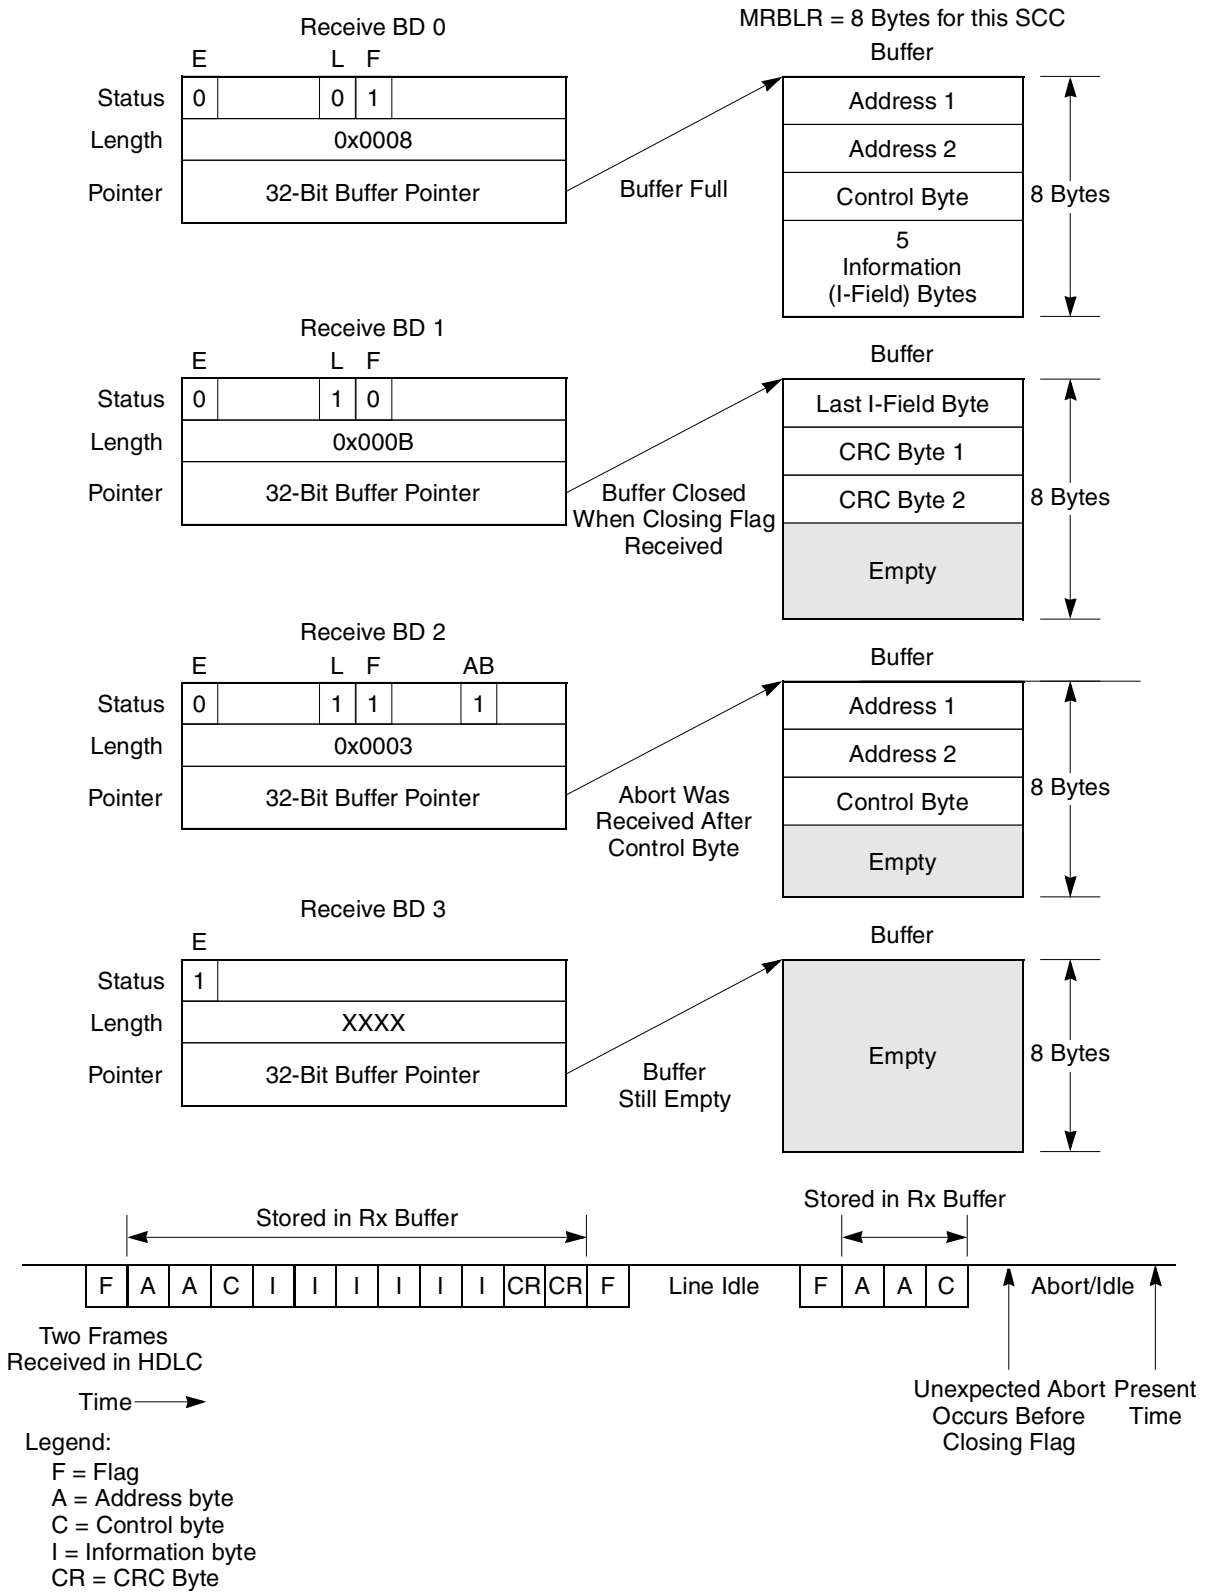 MRBLR = 8 Bytes for this SCC
Receive BD 0
Buffer
E L F
Status 0 0 1
Length 0x0008
Pointer 32-Bit Buffer Pointer
Buffer Full
Address 1
Address 2
Control Byte
5
Information
(I-Field) Bytes
8 Bytes
Receive BD 1
Buffer
E L F
Status 0 1 0
Length 0x000B
Pointer 32-Bit Buffer Pointer
Buffer Closed
When Closing Flag
Received
Last I-Field Byte
CRC Byte 1
CRC Byte 2
Empty
8 Bytes
Receive BD 2
Buffer
E L F AB
Status 0 1 1 1
Length 0x0003
Pointer 32-Bit Buffer Pointer
Abort Was
Received After
Control Byte
Address 1
Address 2
Control Byte
Empty
8 Bytes
Receive BD 3
Buffer
E
Status 1
Length XXXX
Pointer 32-Bit Buffer Pointer
Buffer
Still Empty
Empty
8 Bytes
Stored in Rx Buffer
Stored in Rx Buffer
F A A C I I I I I I CR CR F Line Idle F A A C Abort/Idle
Two Frames
Received in HDLC
Time
Unexpected Abort
Occurs Before
Closing Flag
Present
Time
Legend:
F = Flag
A = Address byte
C = Control byte
I = Information byte
CR = CRC Byte